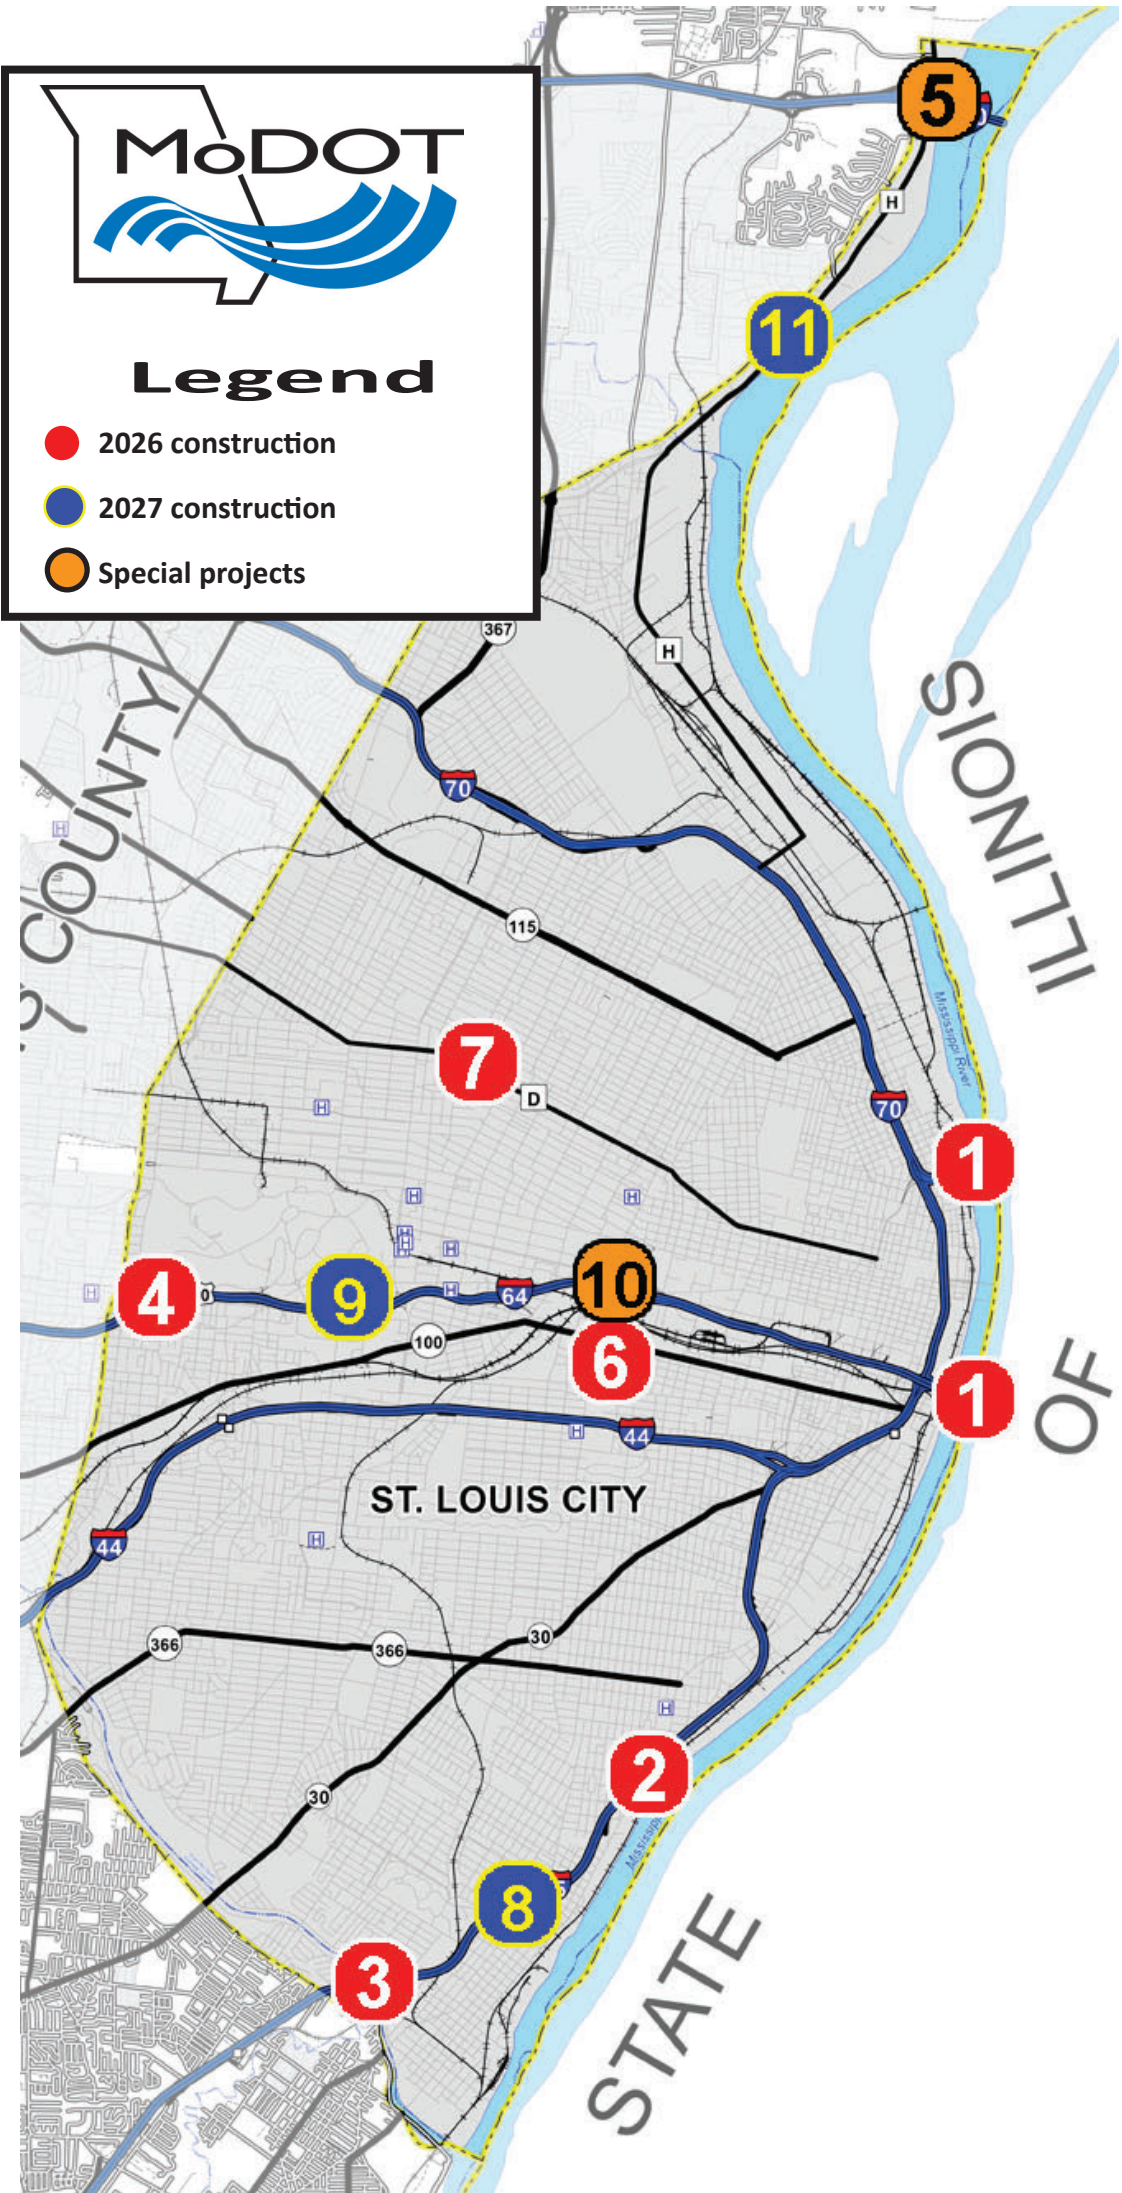 MoDOT
Legend
2026 construction
2027 construction
Special projects
5
H
11
367
H
70
ILLINOIS
COUNTY
H
115
Mississippi River
7
D
H
70
1
H
H
H
H
H
H
4
0
9
H
64
10
100
6
1
OF
H
44
ST. LOUIS CITY
H
44
366
366
30
H
2
30
8
3
STATE